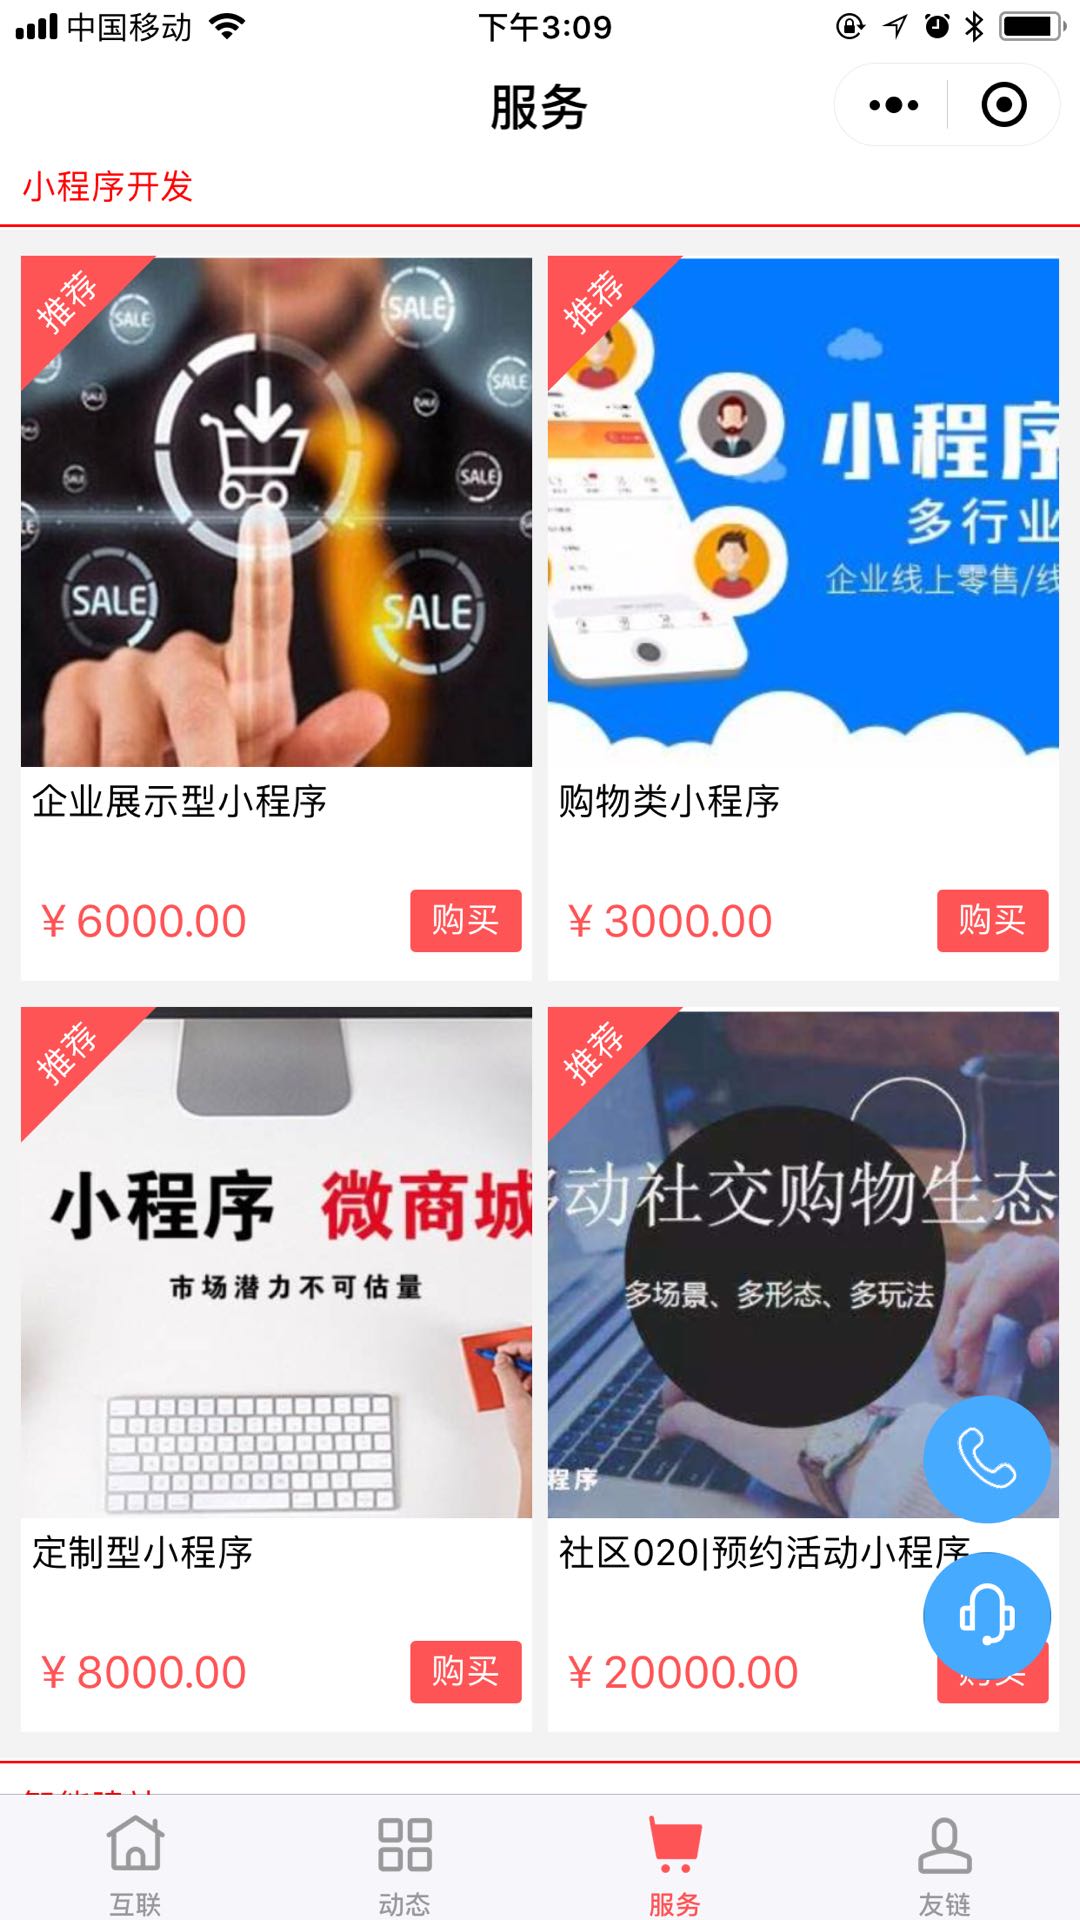 中国移动
下午3:09
服务
小程序开发
推荐
SALE
SALE
SALE
SALE
SALE
SALE
推荐
小程序
多行业
企业线上零售/线
企业展示型小程序
购物类小程序
¥ 6000.00
购买
¥ 3000.00
购买
推荐
小程序 微商城
市场潜力不可估量
推荐
移动社交购物生态
多场景、多形态、多玩法
程序
定制型小程序
社区020|预约活动小程序
¥ 8000.00
购买
¥ 20000.00
购买
互联
动态
服务
友链